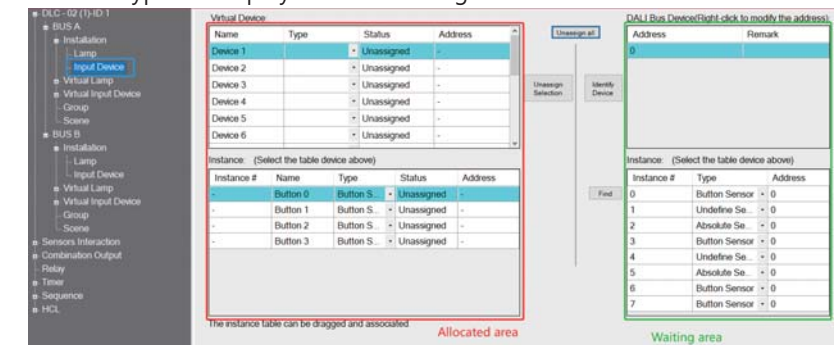 DLC - 02 (1)-ID 1
BUS A
Installation
Lamp
Input Device
Virtual Lamp
Virtual Input Device
Group
Scene
BUS B
Installation
Lamp
Input Device
Virtual Lamp
Virtual Input Device
Group
Scene
Sensors Interaction
Combination Output
Relay
Timer
Sequence
HCL
Virtual Device:
Name Type Status Address
Device 1 Unassigned -
Device 2 Unassigned -
Device 3 Unassigned -
Device 4 Unassigned -
Device 5 Unassigned -
Device 6 Unassigned -
Instance: (Select the table device above)
Instance # Name Type Status Address
- Button 0 Button S... Unassigned -
- Button 1 Button S... Unassigned -
- Button 2 Button S... Unassigned -
- Button 3 Button S... Unassigned -
The instance table can be dragged and associated
Allocated area
Unassign all
Unassign Selection
Identify Device
Find
DALI Bus Device(Right-click to modify the address):
Address Remark
0
Instance: (Select the table device above)
Instance # Type Address
0 Button Sensor 0
1 Undefine Se... 0
2 Absolute Se... 0
3 Button Sensor 0
4 Undefine Se... 0
5 Absolute Se... 0
6 Button Sensor 0
7 Button Sensor 0
Waiting area